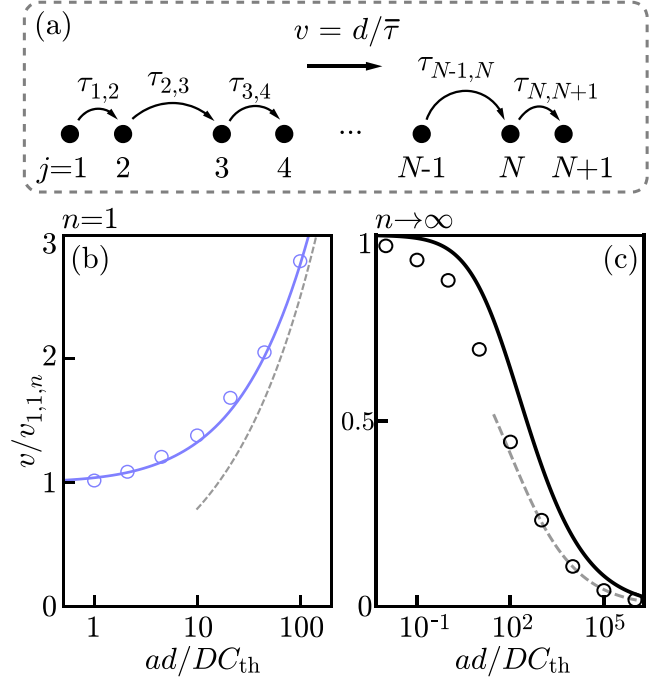 (a)
v = d/τ̅
τ1,2 τ2,3 τ3,4 τN-1,N τN,N+1
...
j=1 2 3 4 N-1 N N+1
n=1
(b)
3
2
1
0
v/v1,1,n
1 10 100
ad/DCth
n→∞
(c)
1
0.5
0
10⁻¹ 10² 10⁵
ad/DCth